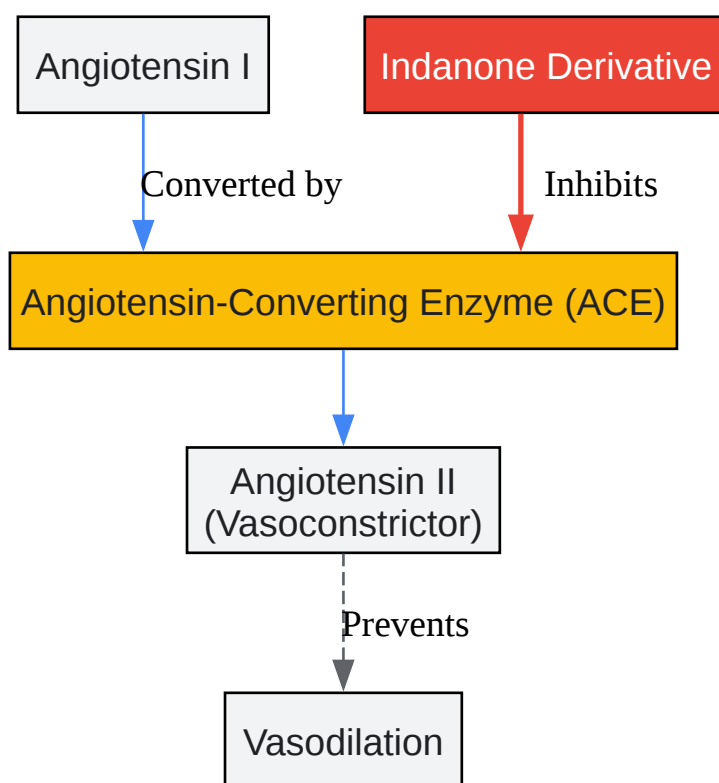 Angiotensin I
Indanone Derivative
Converted by
Inhibits
Angiotensin-Converting Enzyme (ACE)
Angiotensin II
(Vasoconstrictor)
Prevents
Vasodilation